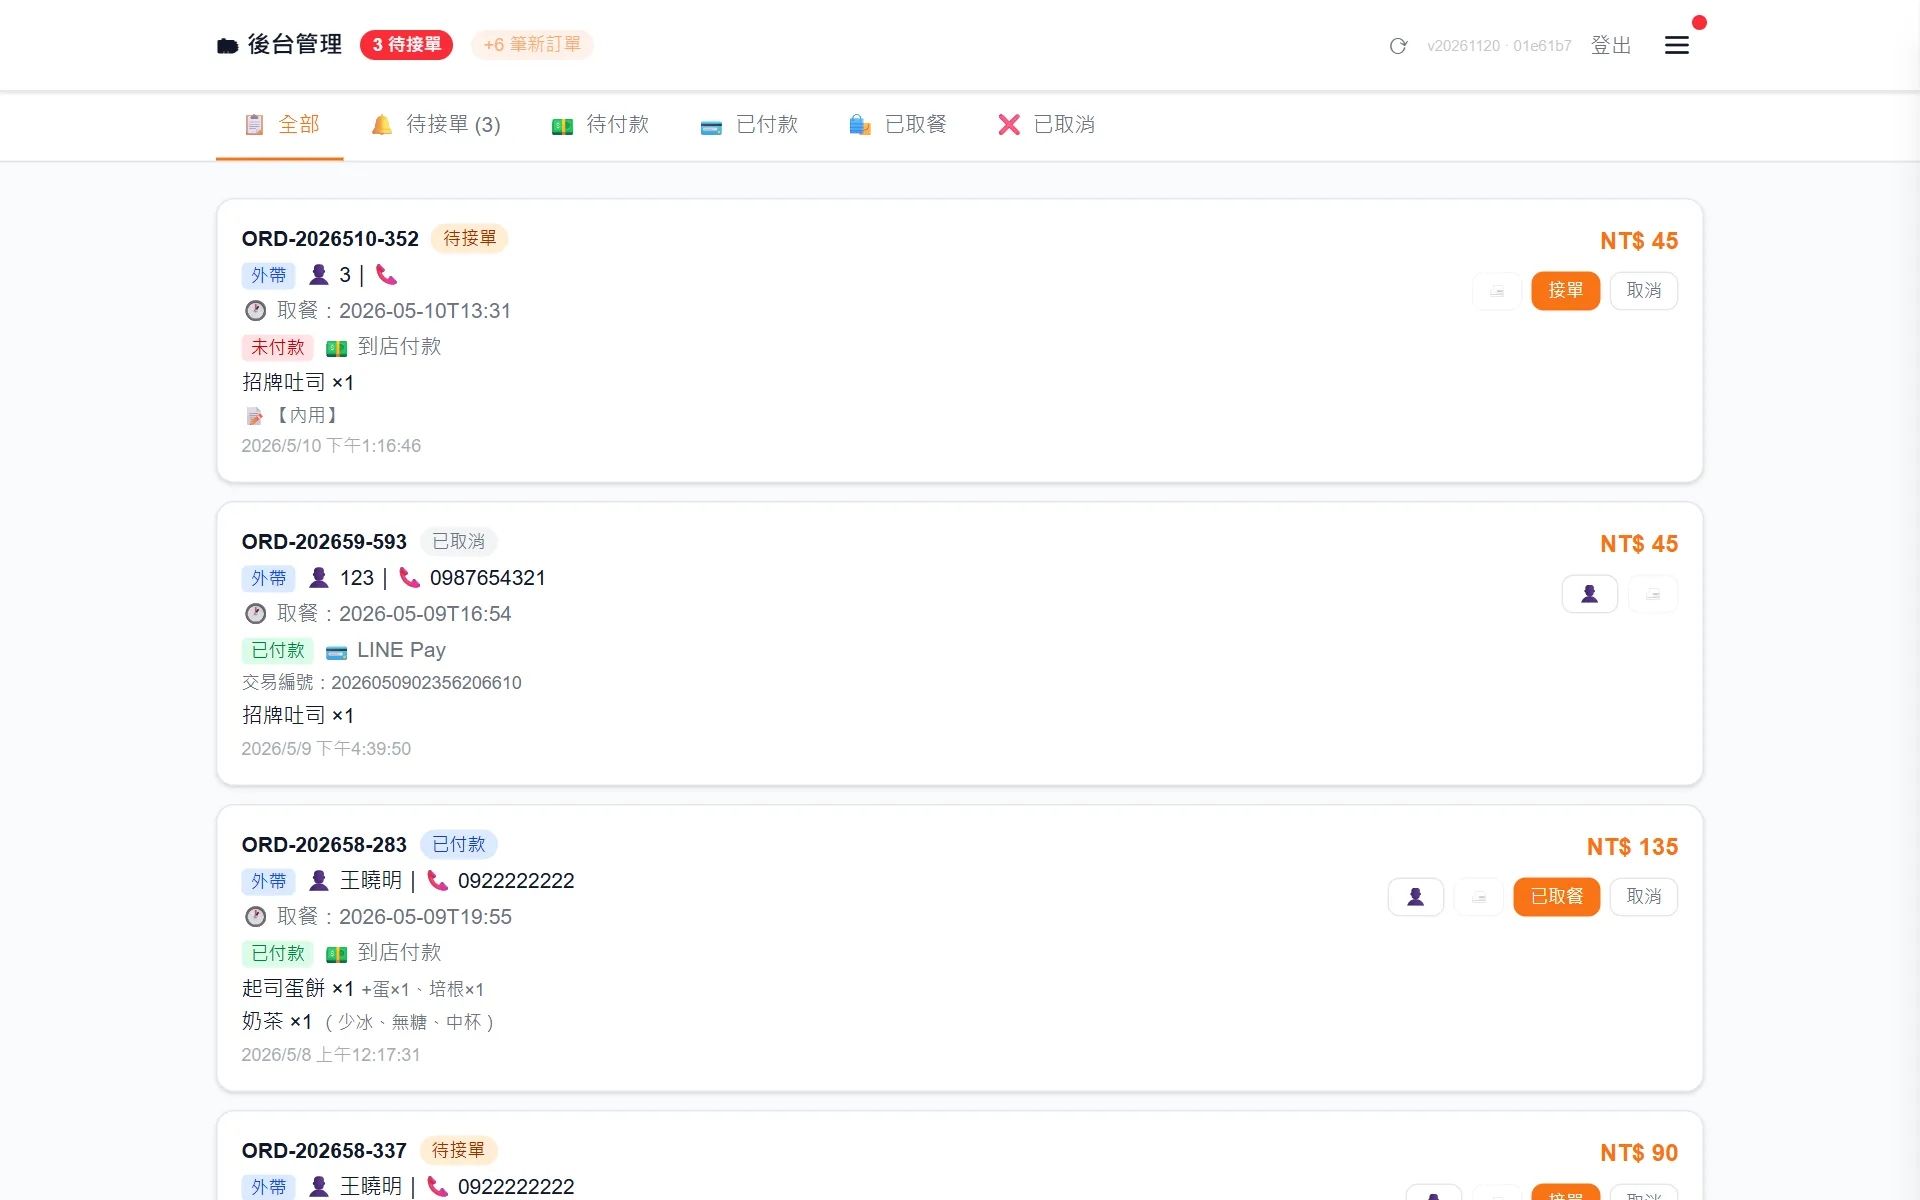 後台管理 3 待接單 +6 筆新訂單 v20261120 · 01e61b7 登出
全部 待接單 (3) 待付款 已付款 已取餐 已取消
ORD-2026510-352 待接單 NT$ 45
外帶 3 |
接單 取消
取餐：2026-05-10T13:31
未付款 到店付款
招牌吐司 ×1
【內用】
2026/5/10 下午1:16:46
ORD-202659-593 已取消 NT$ 45
外帶 123 | 0987654321
取餐：2026-05-09T16:54
已付款 LINE Pay
交易編號：2026050902356206610
招牌吐司 ×1
2026/5/9 下午4:39:50
ORD-202658-283 已付款 NT$ 135
外帶 王曉明 | 0922222222
已取餐 取消
取餐：2026-05-09T19:55
已付款 到店付款
起司蛋餅 ×1 +蛋×1、培根×1
奶茶 ×1 （少冰、無糖、中杯）
2026/5/8 上午12:17:31
ORD-202658-337 待接單 NT$ 90
外帶 王曉明 | 0922222222
接單 取消